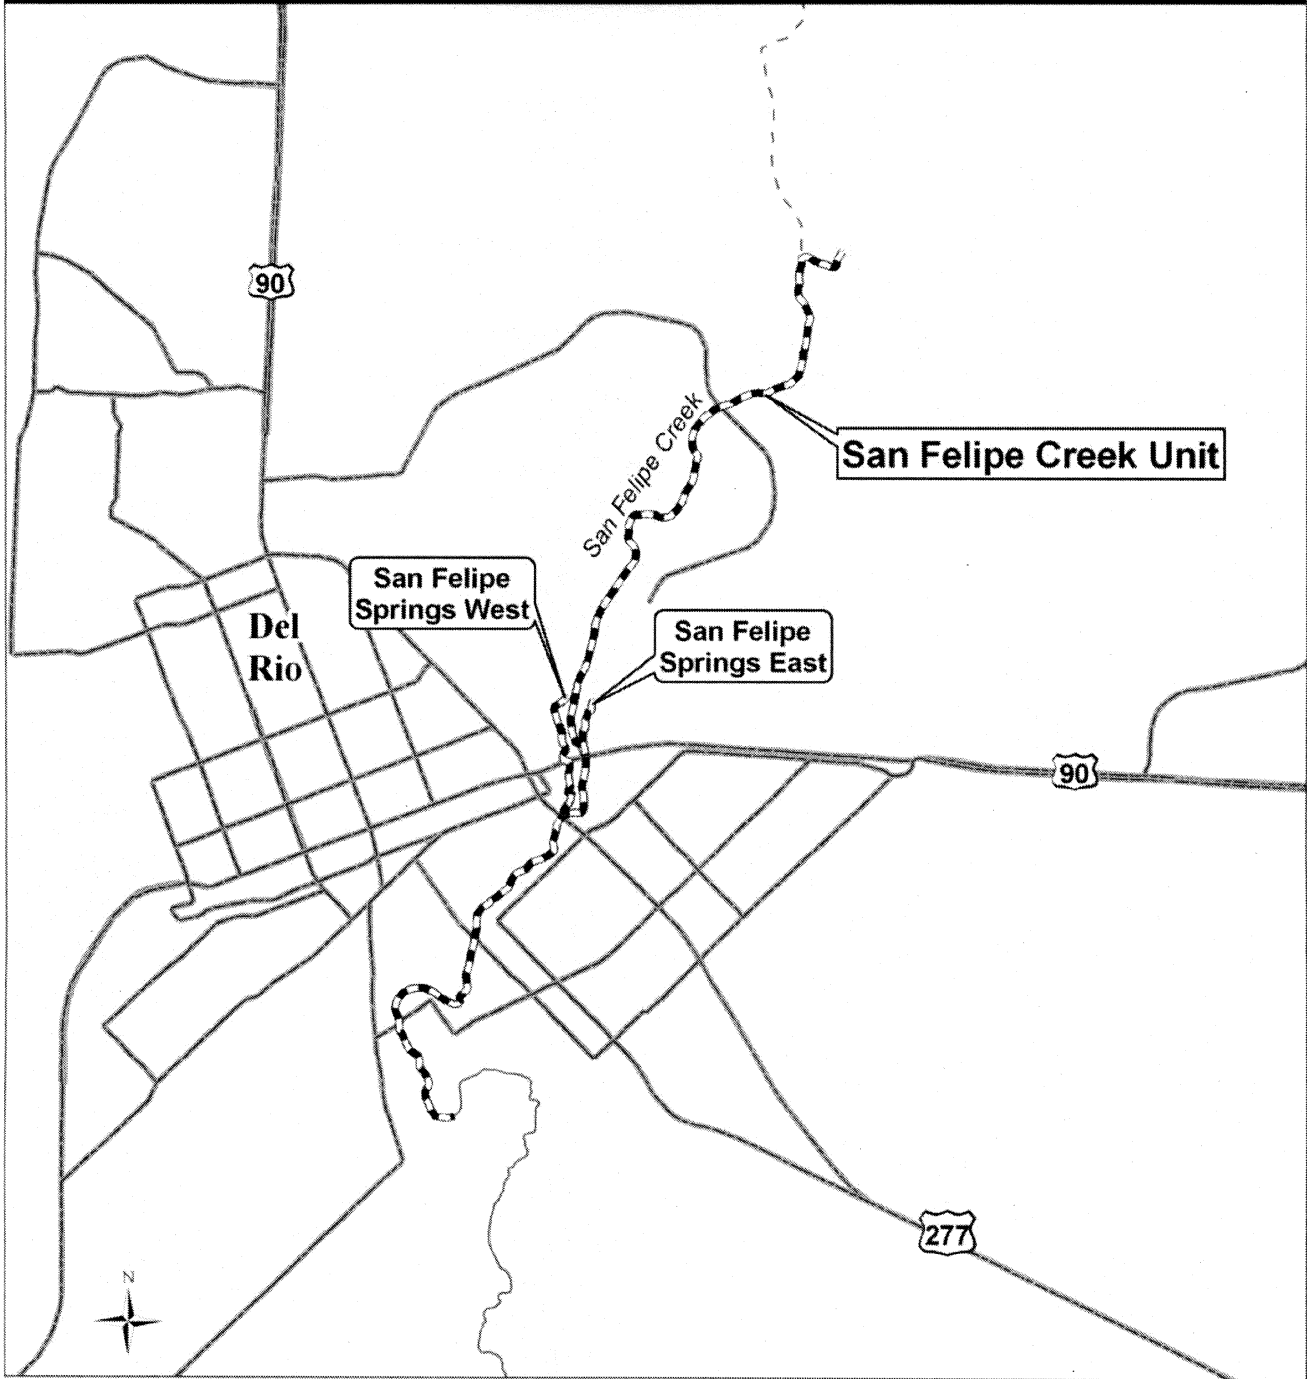 90
San Felipe Creek
San Felipe Creek Unit
San Felipe
Springs West
Del
Rio
San Felipe
Springs East
90
277
N